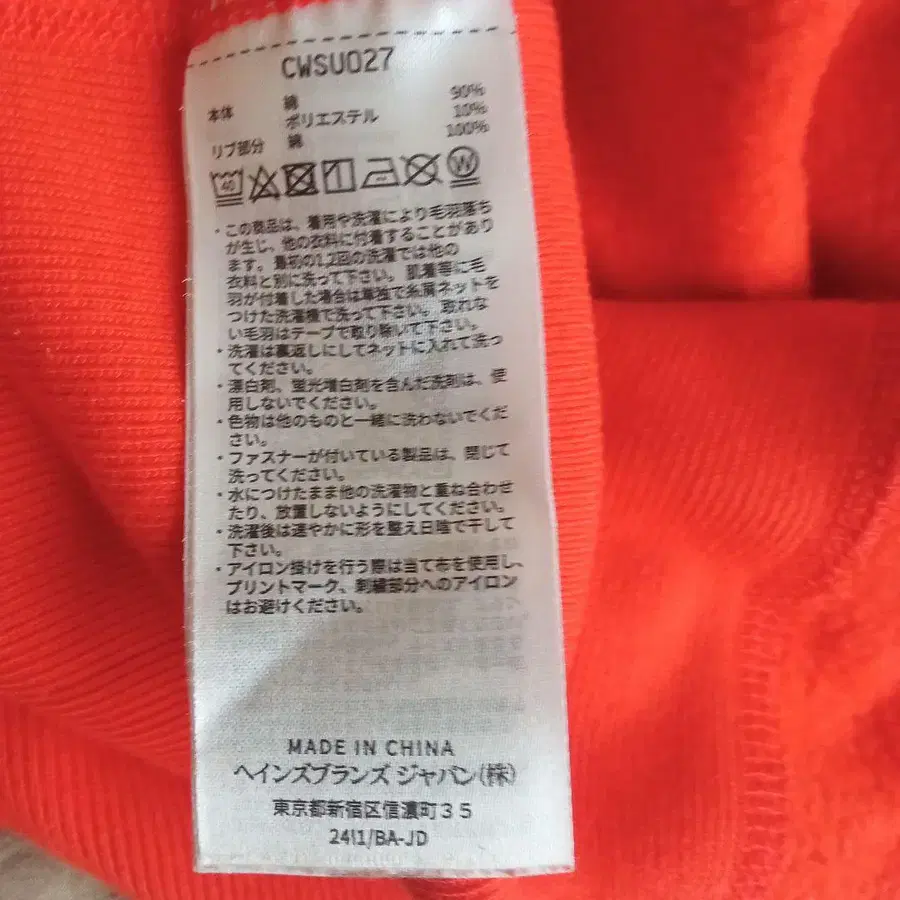 CWSU027
本体 綿 90%
ポリエステル 10%
リブ部分 綿 100%
40 W
・この商品は、着用や洗濯により毛羽落ち
が生じ、他の衣料に付着することがあり
ます。最初の1,2回の洗濯では他の
衣料と別に洗って下さい。肌着等に毛
羽が付着した場合は単独で糸屑ネットを
つけた洗濯機で洗って下さい。取れな
い毛羽はテープで取り除いて下さい。
・洗濯は裏返しにしてネットに入れて洗っ
てください。
・漂白剤、蛍光増白剤を含んだ洗剤は、使
用しないでください。
・色物は他のものと一緒に洗わないでくだ
さい。
・ファスナーが付いている製品は、閉じて
洗ってください。
・水につけたまま他の洗濯物と重ね合わせ
たり、放置しないようにしてください。
・洗濯後は速やかに形を整え日陰で干して
下さい。
・アイロン掛けを行う際は当て布を使用し、
プリントマーク、刺繍部分へのアイロン
はお避けください。
MADE IN CHINA
ヘインズブランズ ジャパン(株)
東京都新宿区信濃町35
24\1/BA-JD